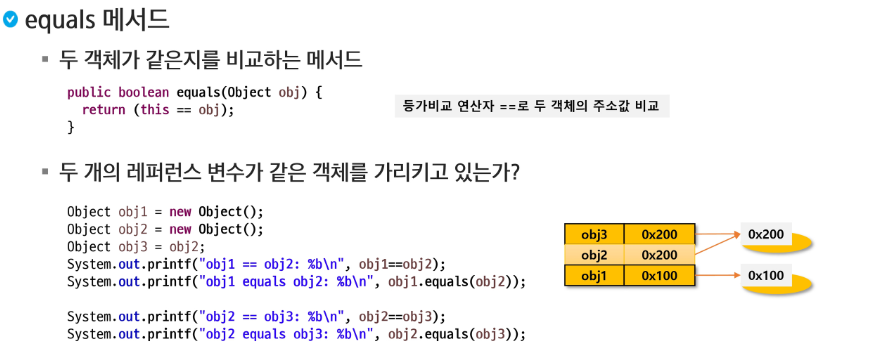 equals 메서드
두 객체가 같은지를 비교하는 메서드
public boolean equals(Object obj) {
return (this == obj);
}
등가비교 연산자 ==로 두 객체의 주소값 비교
두 개의 레퍼런스 변수가 같은 객체를 가리키고 있는가?
Object obj1 = new Object();
Object obj2 = new Object();
Object obj3 = obj2;
System.out.printf("obj1 == obj2: %b\n", obj1==obj2);
System.out.printf("obj1 equals obj2: %b\n", obj1.equals(obj2));
System.out.printf("obj2 == obj3: %b\n", obj2==obj3);
System.out.printf("obj2 equals obj3: %b\n", obj2.equals(obj3));
obj3 0x200 0x200
obj2 0x200
obj1 0x100 0x100